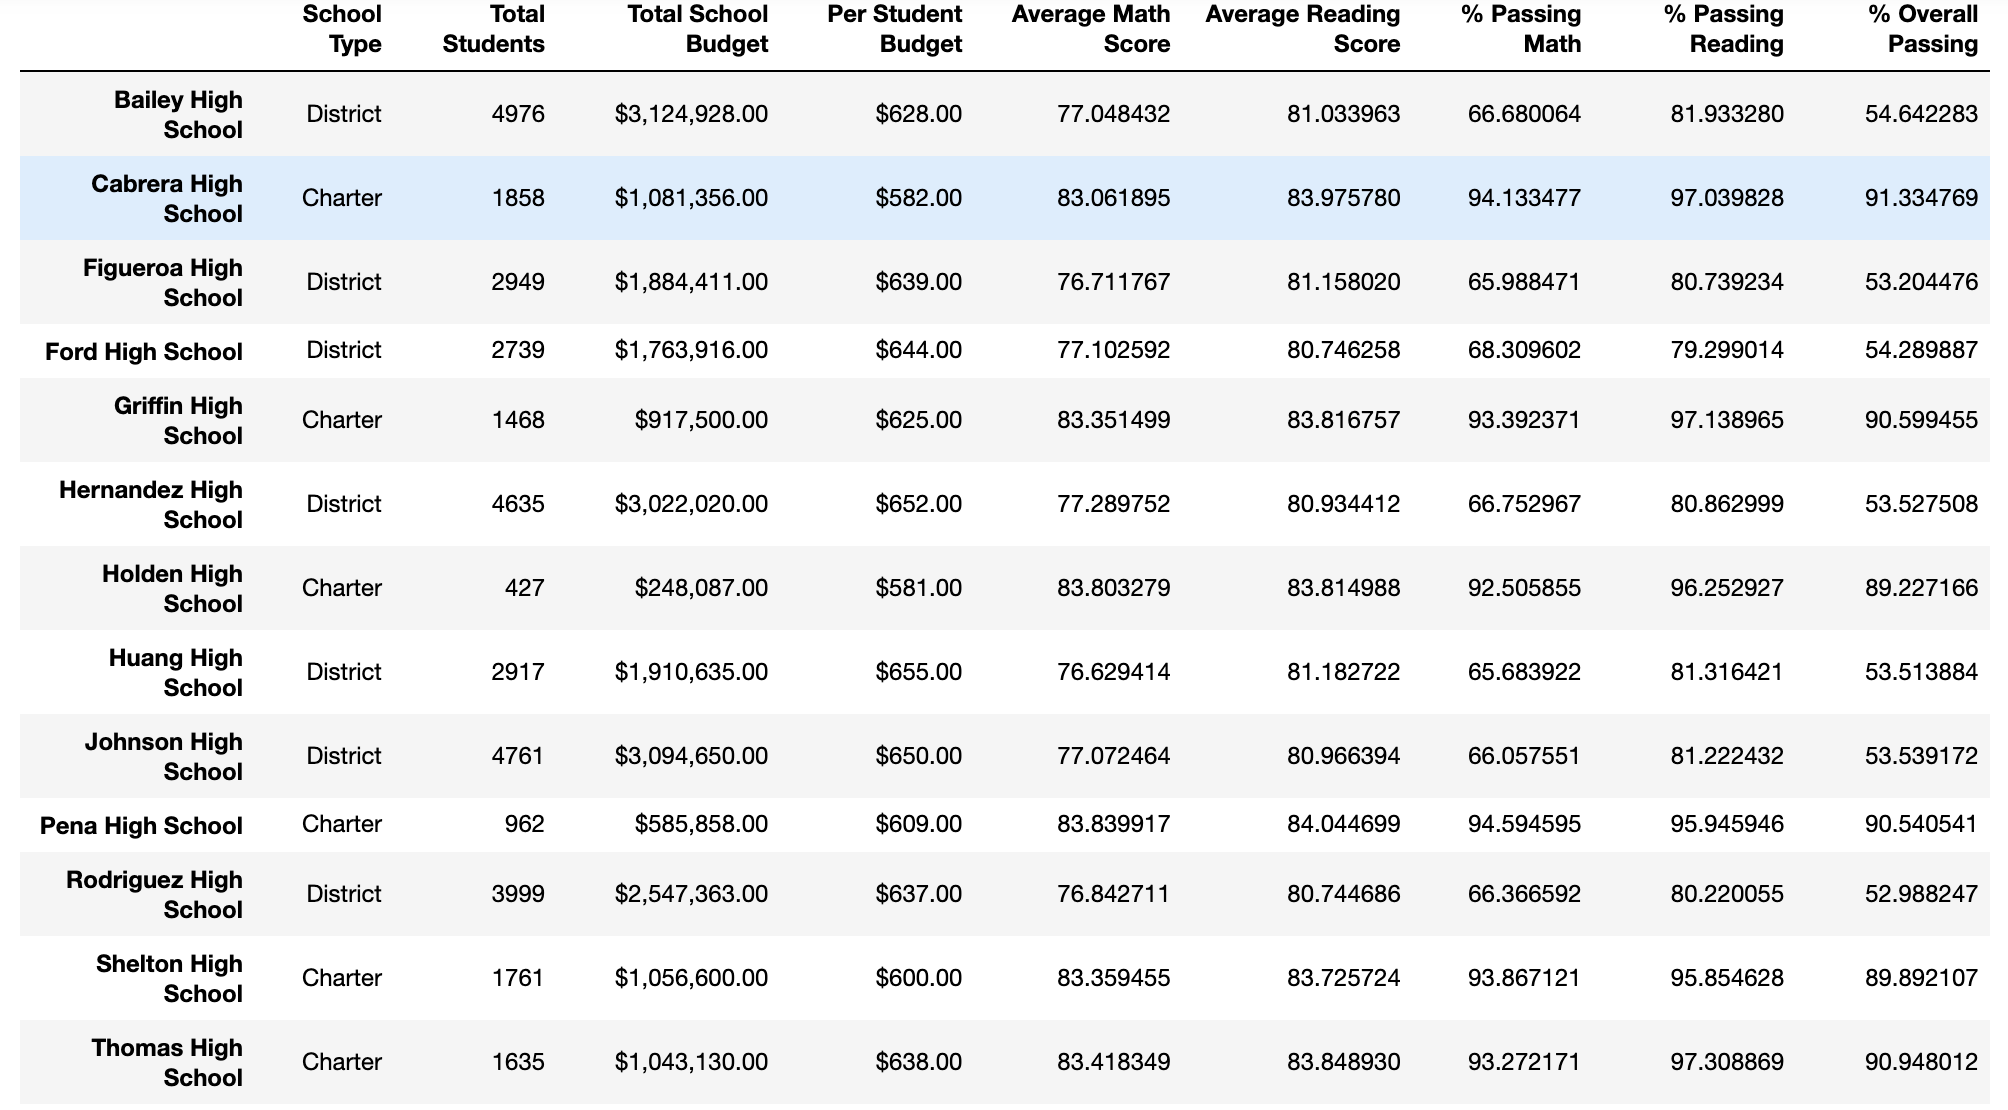 School Type Total Students Total School Budget Per Student Budget Average Math Score Average Reading Score % Passing Math % Passing Reading % Overall Passing
Bailey High School District 4976 $3,124,928.00 $628.00 77.048432 81.033963 66.680064 81.933280 54.642283
Cabrera High School Charter 1858 $1,081,356.00 $582.00 83.061895 83.975780 94.133477 97.039828 91.334769
Figueroa High School District 2949 $1,884,411.00 $639.00 76.711767 81.158020 65.988471 80.739234 53.204476
Ford High School District 2739 $1,763,916.00 $644.00 77.102592 80.746258 68.309602 79.299014 54.289887
Griffin High School Charter 1468 $917,500.00 $625.00 83.351499 83.816757 93.392371 97.138965 90.599455
Hernandez High School District 4635 $3,022,020.00 $652.00 77.289752 80.934412 66.752967 80.862999 53.527508
Holden High School Charter 427 $248,087.00 $581.00 83.803279 83.814988 92.505855 96.252927 89.227166
Huang High School District 2917 $1,910,635.00 $655.00 76.629414 81.182722 65.683922 81.316421 53.513884
Johnson High School District 4761 $3,094,650.00 $650.00 77.072464 80.966394 66.057551 81.222432 53.539172
Pena High School Charter 962 $585,858.00 $609.00 83.839917 84.044699 94.594595 95.945946 90.540541
Rodriguez High School District 3999 $2,547,363.00 $637.00 76.842711 80.744686 66.366592 80.220055 52.988247
Shelton High School Charter 1761 $1,056,600.00 $600.00 83.359455 83.725724 93.867121 95.854628 89.892107
Thomas High School Charter 1635 $1,043,130.00 $638.00 83.418349 83.848930 93.272171 97.308869 90.948012